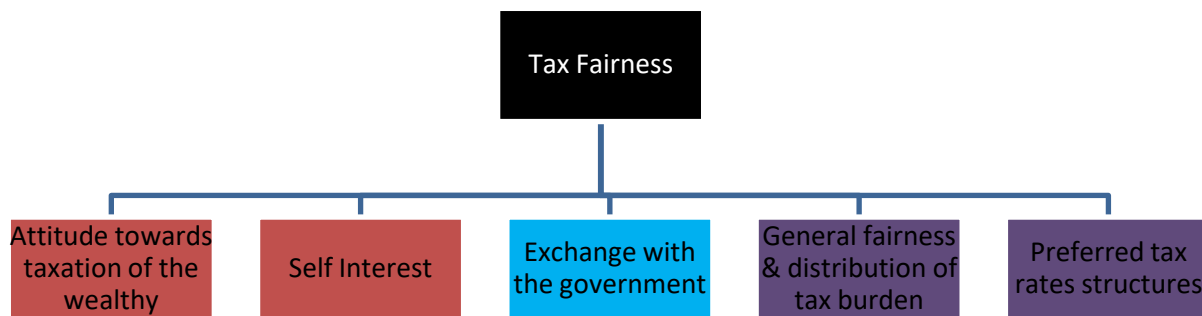 Tax Fairness
Attitude towards
taxation of the
wealthy
Self Interest
Exchange with
the government
General fairness
& distribution of
tax burden
Preferred tax
rates structures